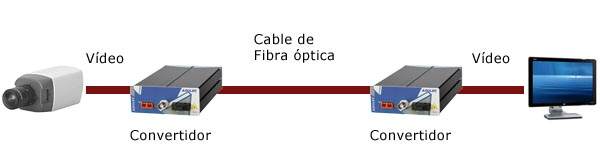 Vídeo
Cable de
Fibra óptica
Vídeo
Convertidor
Convertidor